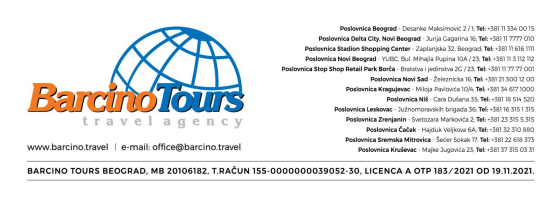 Barcino Tours
travel agency
www.barcino.travel | e-mail: office@barcino.travel
Poslovnica Beograd - Desanke Maksimović 2 / 1; Tel: +381 11 334 00 15
Poslovnica Delta City, Novi Beograd - Jurija Gagarina 16; Tel: +381 11 7777 010
Poslovnica Stadion Shopping Center - Zaplanjska 32, Beograd; Tel: +381 11 616 1111
Poslovnica Novi Beograd - YUBC, Bul. Mihajla Pupina 10A / 23, Tel: +381 11 3 112 112
Poslovnica Stop Shop Retail Park Borča - Bratstva i jedinstva 2G / 23, Tel: +381 11 77 77 001
Poslovnica Novi Sad - Železnička 16, Tel: +381 21 300 12 00
Poslovnica Kragujevac - Miloja Pavlovića 10/4; Tel: +381 34 617 1000
Poslovnica Niš - Cara Dušana 35; Tel: +381 18 514 520
Poslovnica Leskovac - Južnomoravskih brigada 36, Tel: +381 16 315 1 315
Poslovnica Zrenjanin - Svetozara Markovića 2; Tel: +381 23 315 5 315
Poslovnica Čačak - Hajduk Veljkova 6A; Tel: +381 32 310 880
Poslovnica Sremska Mitrovica - Šećer Sokak 17; Tel: +381 22 618 373
Poslovnica Kruševac - Majke Jugovića 23; Tel: +381 37 315 03 31
BARCINO TOURS BEOGRAD, MB 20106182, T.RAČUN 155-0000000039052-30, LICENCA A OTP 183/2021 OD 19.11.2021.